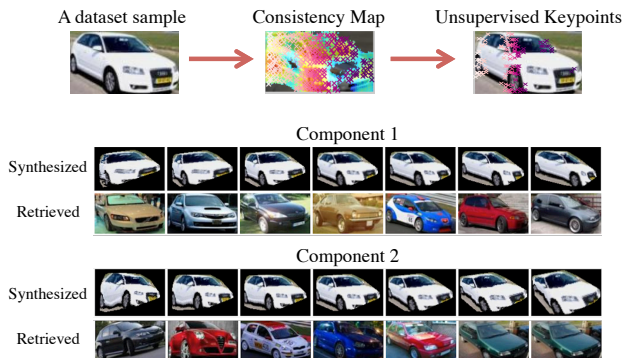 A dataset sample
Consistency Map
Unsupervised Keypoints
Component 1
Synthesized
Retrieved
Component 2
Synthesized
Retrieved